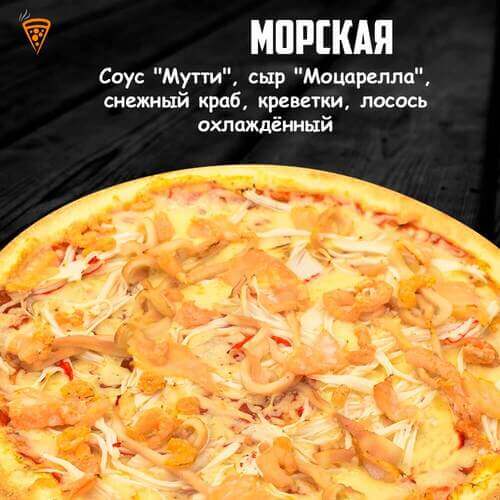 МОРСКАЯ
Соус "Мутти", сыр "Моцарелла",
снежный краб, креветки, лосось
охлаждённый